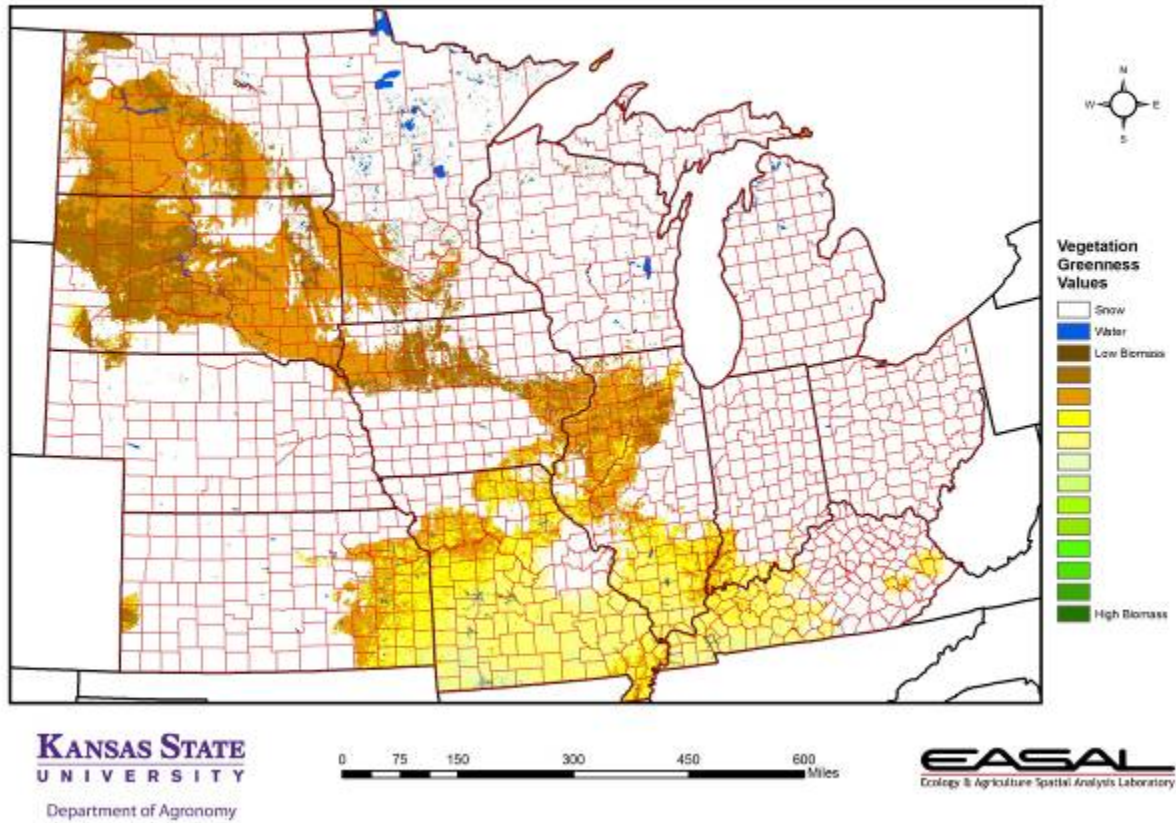 N
W E
S
Vegetation
Greenness
Values
Snow
Water
Low Biomass
High Biomass
KANSAS STATE
UNIVERSITY
Department of Agronomy
0 75 150 300 450 600
Miles
EASAL
Ecology & Agriculture Spatial Analysis Laboratory